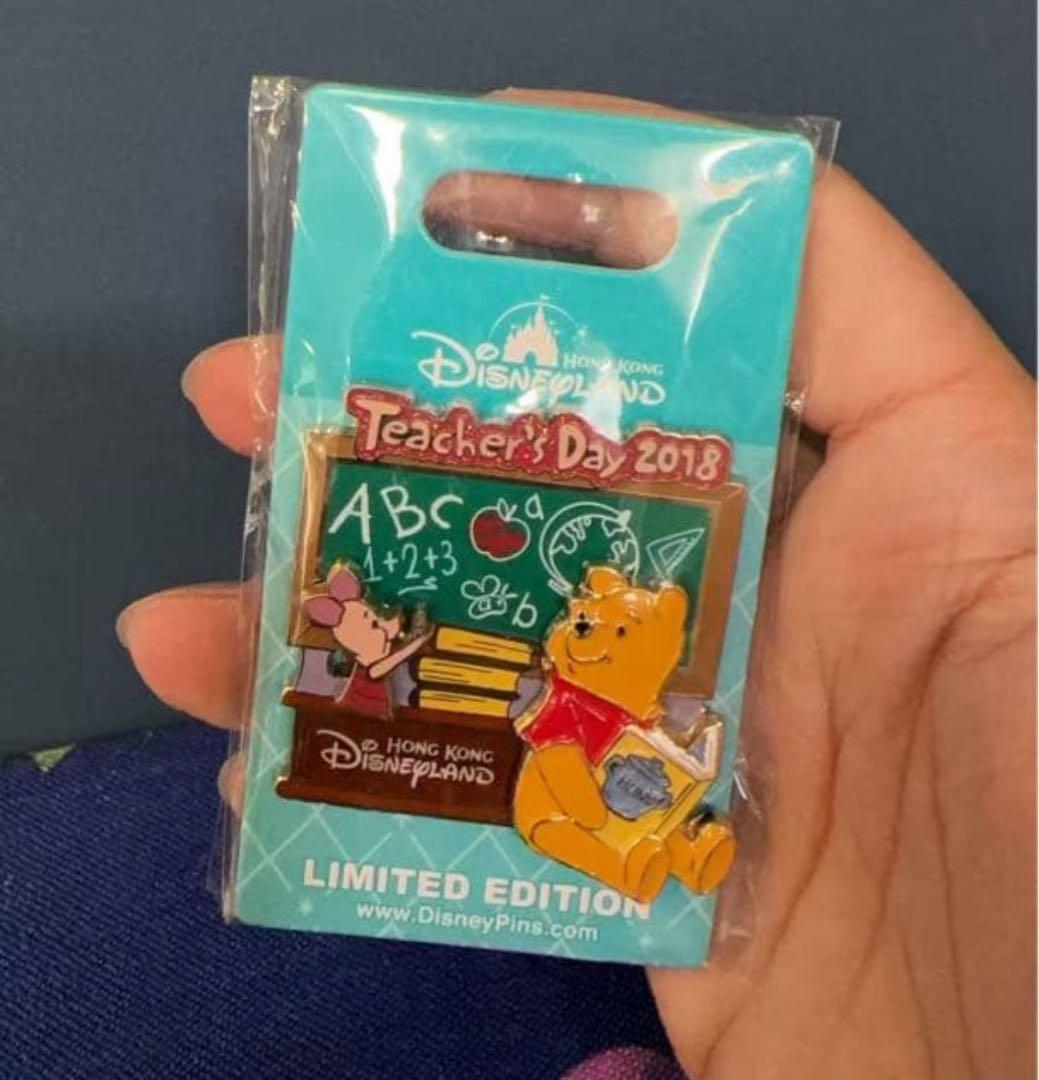 HONG KONG
DISNEYLAND
Teacher's Day 2018
ABC
a
1+2+3
b
HONG KONG
DISNEYLAND
LIMITED EDITION
www.DisneyPins.com